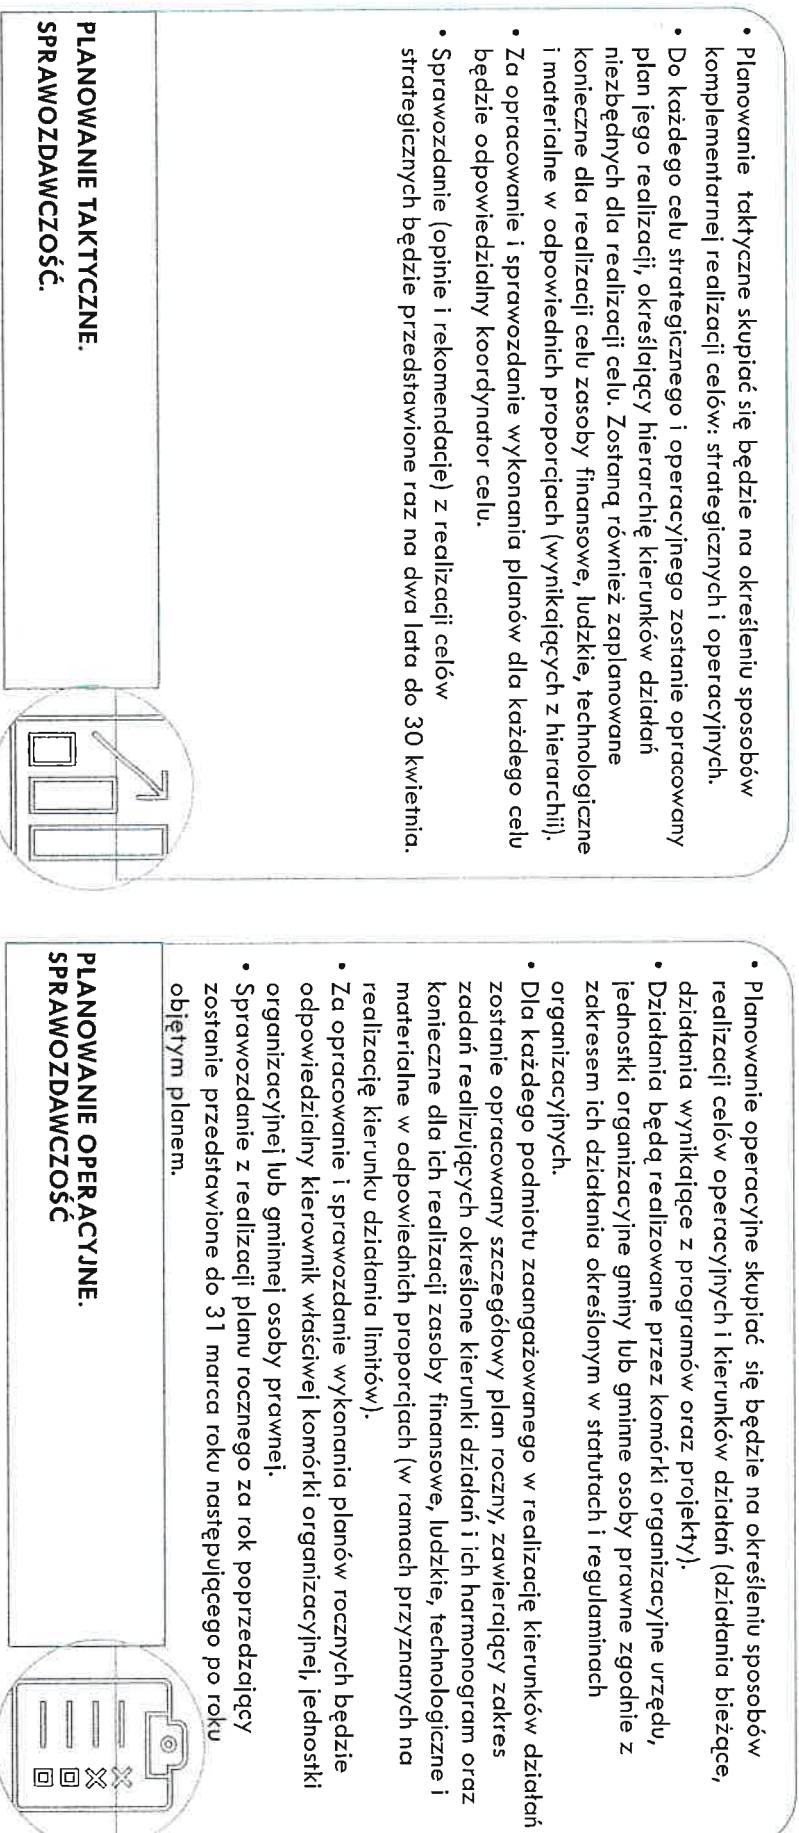 • Planowanie taktyczne skupiać się będzie na określeniu sposobów
komplementarnej realizacji celów: strategicznych i operacyjnych.
• Do każdego celu strategicznego i operacyjnego zostanie opracowany
plan jego realizacji, określający hierarchię kierunków działań
niezbędnych dla realizacji celu. Zostaną również zaplanowane
konieczne dla realizacji celu zasoby finansowe, ludzkie, technologiczne
i materialne w odpowiednich proporcjach (wynikających z hierarchii).
• Za opracowanie i sprawozdanie wykonania planów dla każdego celu
będzie odpowiedzialny koordynator celu.
• Sprawozdanie (opinie i rekomendacje) z realizacji celów
strategicznych będzie przedstawione raz na dwa lata do 30 kwietnia.
PLANOWANIE TAKTYCZNE.
SPRAWOZDAWCZOŚĆ.
• Planowanie operacyjne skupiać się będzie na określeniu sposobów
realizacji celów operacyjnych i kierunków działań (działania bieżące,
działania wynikające z programów oraz projekty).
• Działania będą realizowane przez komórki organizacyjne urzędu,
jednostki organizacyjne gminy lub gminne osoby prawne zgodnie z
zakresem ich działania określonym w statutach i regulaminach
organizacyjnych.
• Dla każdego podmiotu zaangażowanego w realizację kierunków działań
zostanie opracowany szczegółowy plan roczny, zawierający zakres
zadań realizujących określone kierunki działań i ich harmonogram oraz
konieczne dla ich realizacji zasoby finansowe, ludzkie, technologiczne i
materialne w odpowiednich proporcjach (w ramach przyznanych na
realizację kierunku działania limitów).
• Za opracowanie i sprawozdanie wykonania planów rocznych będzie
odpowiedzialny kierownik właściwej komórki organizacyjnej, jednostki
organizacyjnej lub gminnej osoby prawnej.
• Sprawozdanie z realizacji planu rocznego za rok poprzedzający
zostanie przedstawione do 31 marca roku następującego po roku
objętym planem.
PLANOWANIE OPERACYJNE.
SPRAWOZDAWCZOŚĆ